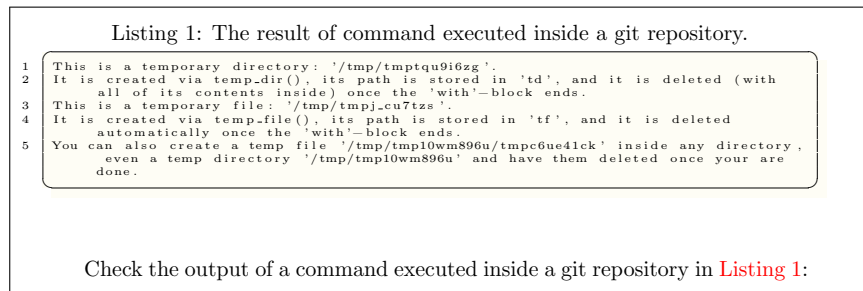 Listing 1: The result of command executed inside a git repository.
1 This is a temporary directory: '/tmp/tmptqu9i6zg'.
2 It is created via temp_dir(), its path is stored in 'td', and it is deleted (with
all of its contents inside) once the 'with'−block ends.
3 This is a temporary file: '/tmp/tmpj_cu7tzs'.
4 It is created via temp_file(), its path is stored in 'tf', and it is deleted
automatically once the 'with'−block ends.
5 You can also create a temp file '/tmp/tmp10wm896u/tmpc6ue41ck' inside any directory,
even a temp directory '/tmp/tmp10wm896u' and have them deleted once your are
done.
Check the output of a command executed inside a git repository in Listing 1: